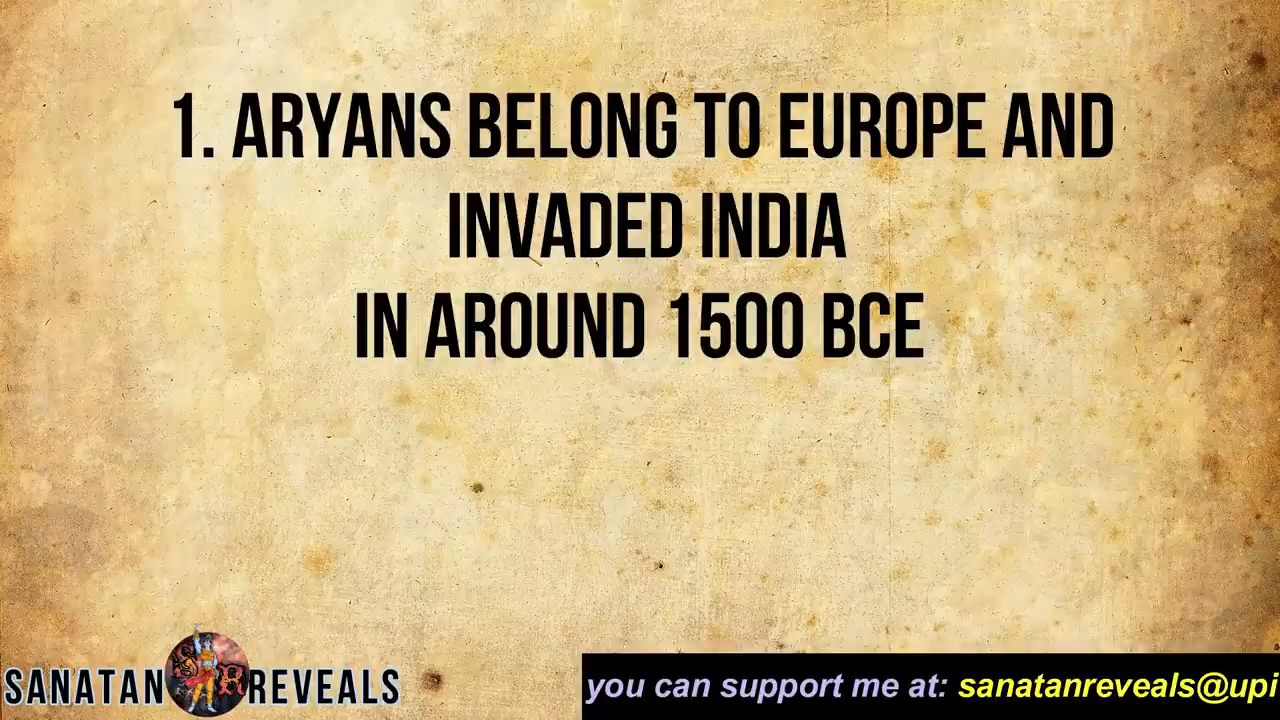 1. ARYANS BELONG TO EUROPE AND
INVADED INDIA
IN AROUND 1500 BCE
SANATAN SR REVEALS
you can support me at: sanatanreveals@upi